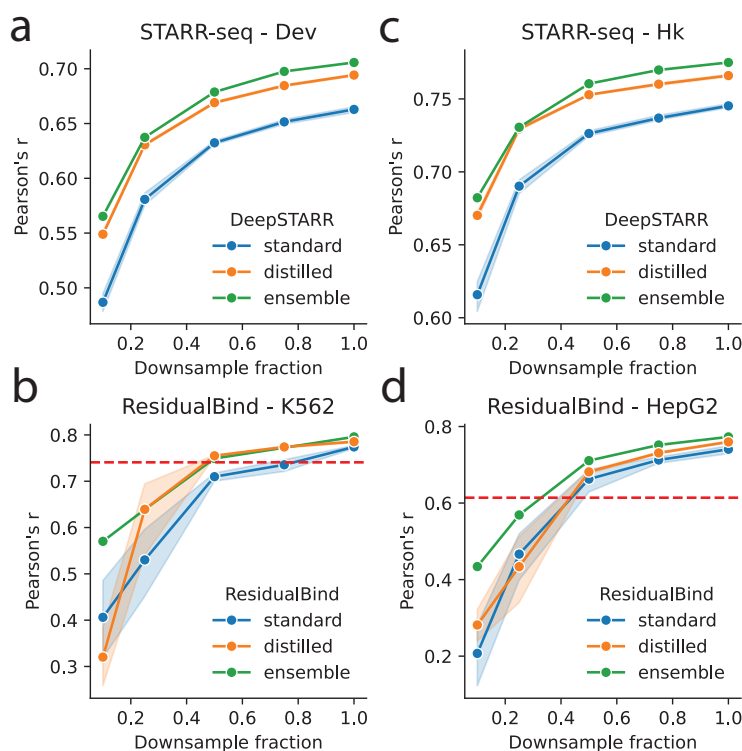 a
STARR-seq - Dev
Pearson's r
0.70
0.65
0.60
0.55
0.50
DeepSTARR
standard
distilled
ensemble
0.2 0.4 0.6 0.8 1.0
Downsample fraction
c
STARR-seq - Hk
Pearson's r
0.75
0.70
0.65
0.60
DeepSTARR
standard
distilled
ensemble
0.2 0.4 0.6 0.8 1.0
Downsample fraction
b
ResidualBind - K562
Pearson's r
0.8
0.7
0.6
0.5
0.4
0.3
ResidualBind
standard
distilled
ensemble
0.2 0.4 0.6 0.8 1.0
Downsample fraction
d
ResidualBind - HepG2
Pearson's r
0.8
0.6
0.4
0.2
ResidualBind
standard
distilled
ensemble
0.2 0.4 0.6 0.8 1.0
Downsample fraction